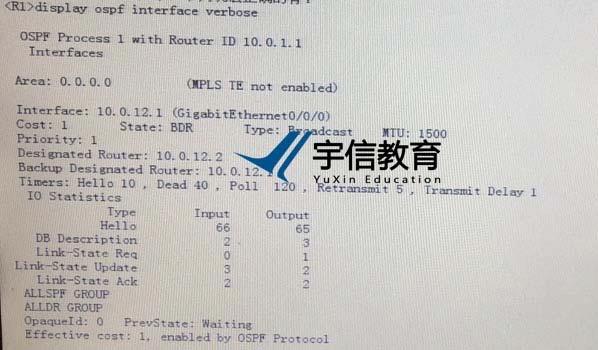 <R1>display ospf interface verbose
OSPF Process 1 with Router ID 10.0.1.1
Interfaces
Area: 0.0.0.0 (MPLS TE not enabled)
Interface: 10.0.12.1 (GigabitEthernet0/0/0)
Cost: 1 State: BDR Type: Broadcast MTU: 1500
Priority: 1
Designated Router: 10.0.12.2
Backup Designated Router: 10.0.12.
Timers: Hello 10 , Dead 40 , Poll 120 , Retransmit 5 , Transmit Delay 1
IO Statistics
Type Input Output
Hello 66 65
DB Description 2 3
Link-State Req 0 1
Link-State Update 3 2
Link-State Ack 2 2
ALLSPF GROUP
ALLDR GROUP
OpaqueId: 0 PrevState: Waiting
Effective cost: 1, enabled by OSPF Protocol
宇信教育
YuXin Education